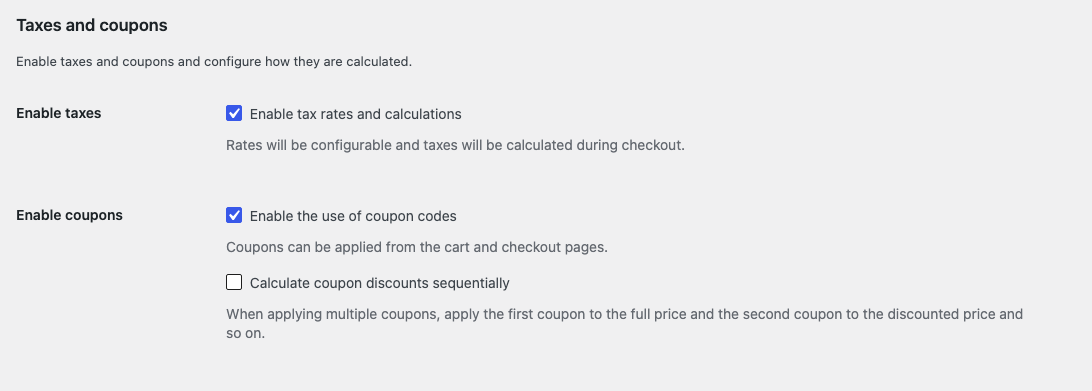 Taxes and coupons
Enable taxes and coupons and configure how they are calculated.
Enable taxes
Enable tax rates and calculations
Rates will be configurable and taxes will be calculated during checkout.
Enable coupons
Enable the use of coupon codes
Coupons can be applied from the cart and checkout pages.
Calculate coupon discounts sequentially
When applying multiple coupons, apply the first coupon to the full price and the second coupon to the discounted price and
so on.